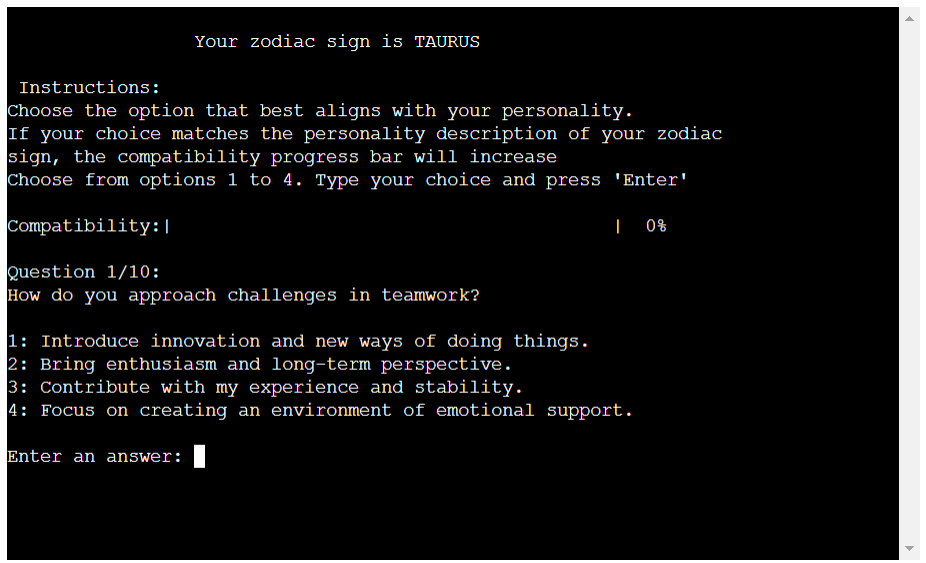 Your zodiac sign is TAURUS
Instructions:
Choose the option that best aligns with your personality.
If your choice matches the personality description of your zodiac
sign, the compatibility progress bar will increase
Choose from options 1 to 4. Type your choice and press 'Enter'
Compatibility:| | 0%
Question 1/10:
How do you approach challenges in teamwork?
1: Introduce innovation and new ways of doing things.
2: Bring enthusiasm and long-term perspective.
3: Contribute with my experience and stability.
4: Focus on creating an environment of emotional support.
Enter an answer: